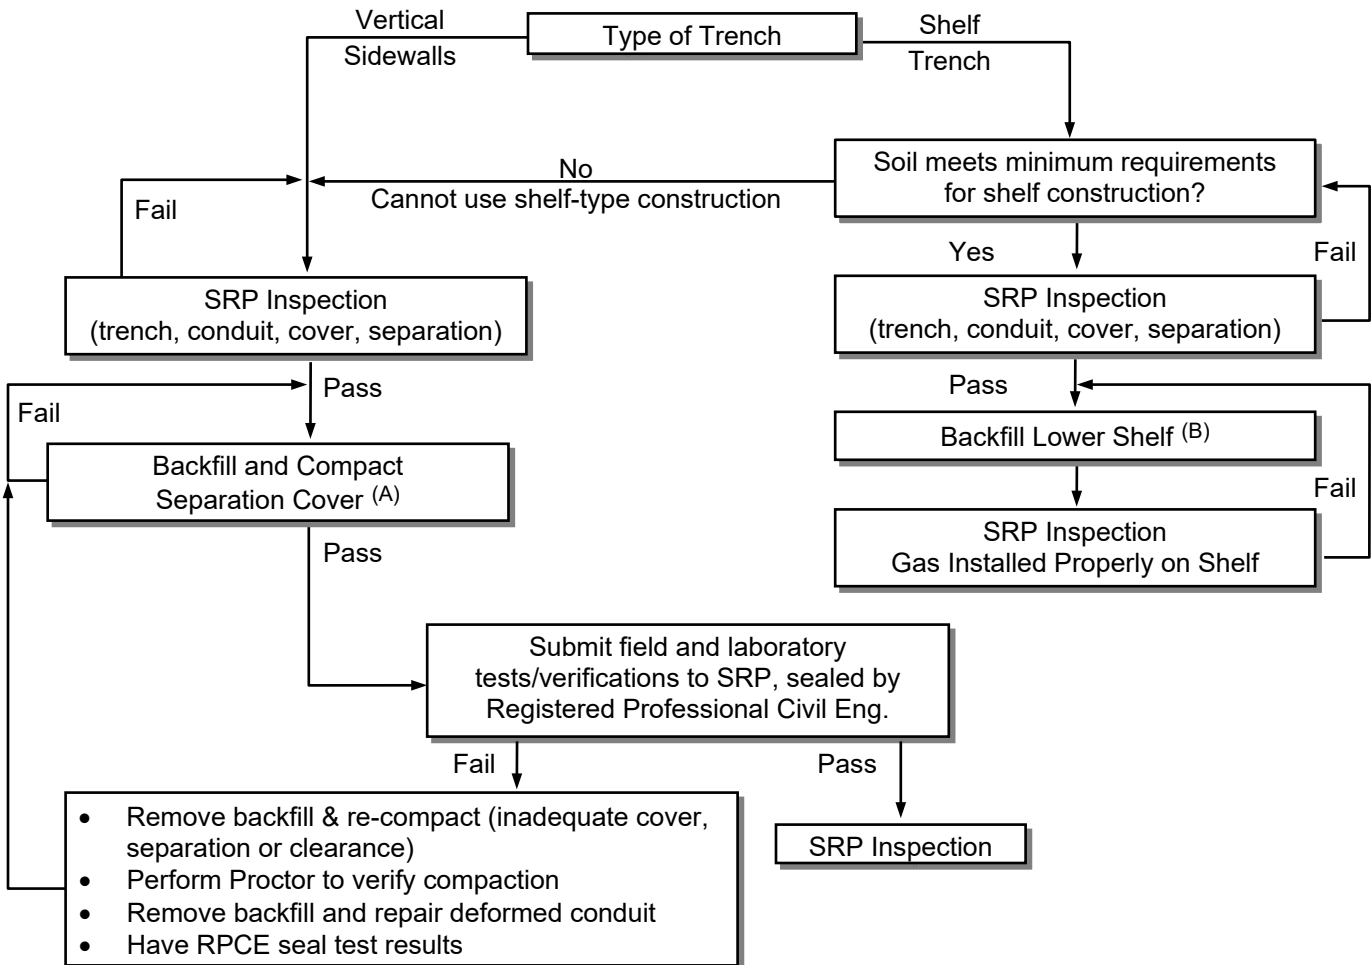 Type of Trench
Vertical
Sidewalls
Shelf
Trench
Soil meets minimum requirements
for shelf construction?
No
Cannot use shelf-type construction
Fail
Yes
Fail
SRP Inspection
(trench, conduit, cover, separation)
SRP Inspection
(trench, conduit, cover, separation)
Pass
Fail
Pass
Backfill Lower Shelf (B)
Backfill and Compact
Separation Cover (A)
Fail
SRP Inspection
Gas Installed Properly on Shelf
Pass
Submit field and laboratory
tests/verifications to SRP, sealed by
Registered Professional Civil Eng.
Fail
Pass
• Remove backfill & re-compact (inadequate cover,
separation or clearance)
• Perform Proctor to verify compaction
• Remove backfill and repair deformed conduit
• Have RPCE seal test results
SRP Inspection